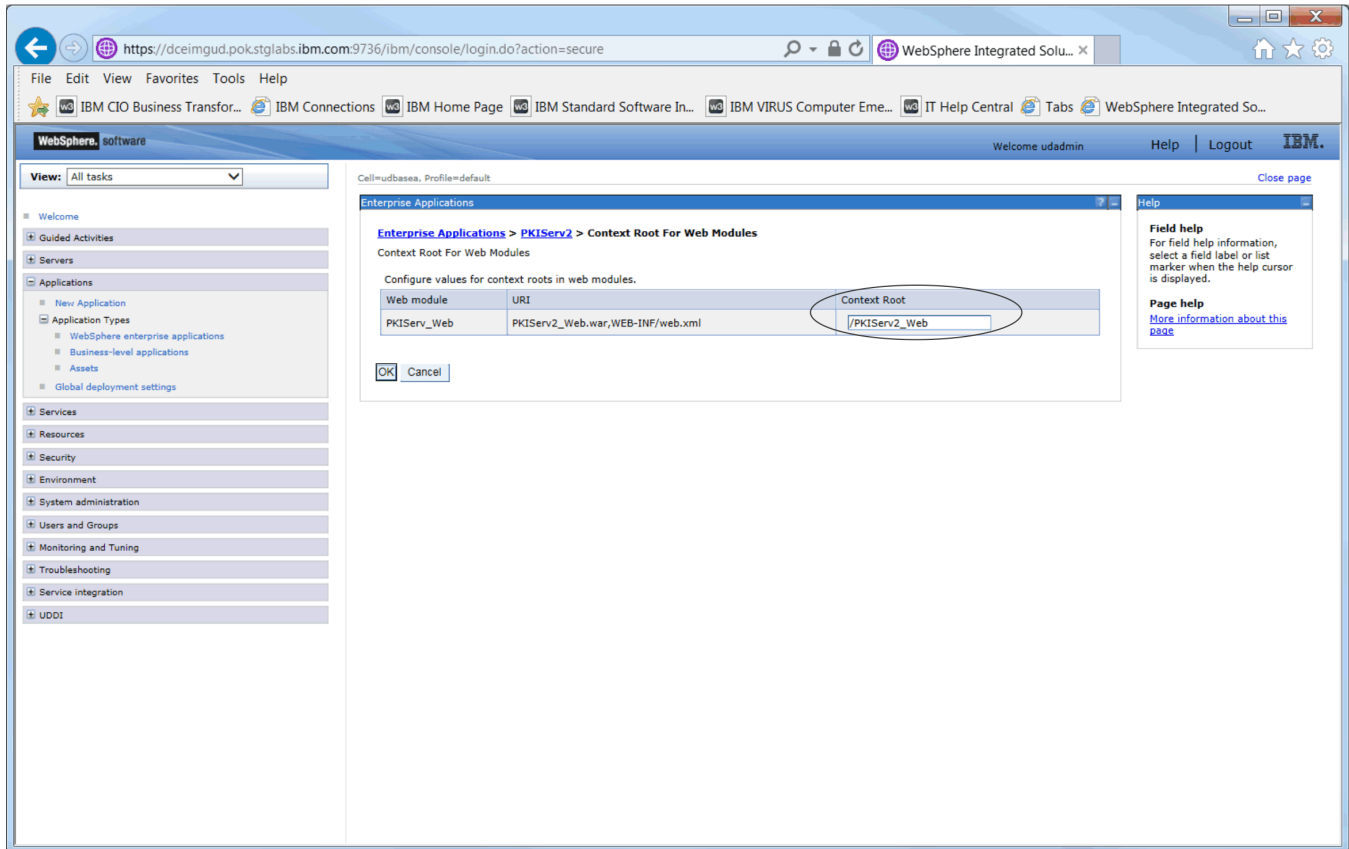 https://dceimgud.pok.stglabs.ibm.com:9736/ibm/console/login.do?action=secure
WebSphere Integrated Solu...
File Edit View Favorites Tools Help
IBM CIO Business Transfor... IBM Connections IBM Home Page IBM Standard Software In... IBM VIRUS Computer Eme... IT Help Central Tabs WebSphere Integrated So...
WebSphere. software
Welcome udadmin
Help | Logout
IBM.
View: All tasks
Welcome
Guided Activities
Servers
Applications
New Application
Application Types
WebSphere enterprise applications
Business-level applications
Assets
Global deployment settings
Services
Resources
Security
Environment
System administration
Users and Groups
Monitoring and Tuning
Troubleshooting
Service integration
UDDI
Cell=udbasea, Profile=default
Close page
Enterprise Applications
Enterprise Applications > PKIServ2 > Context Root For Web Modules
Context Root For Web Modules
Configure values for context roots in web modules.
Web module URI Context Root
PKIServ_Web PKIServ2_Web.war,WEB-INF/web.xml /PKIServ2_Web
OK Cancel
Help
Field help
For field help information,
select a field label or list
marker when the help cursor
is displayed.
Page help
More information about this
page